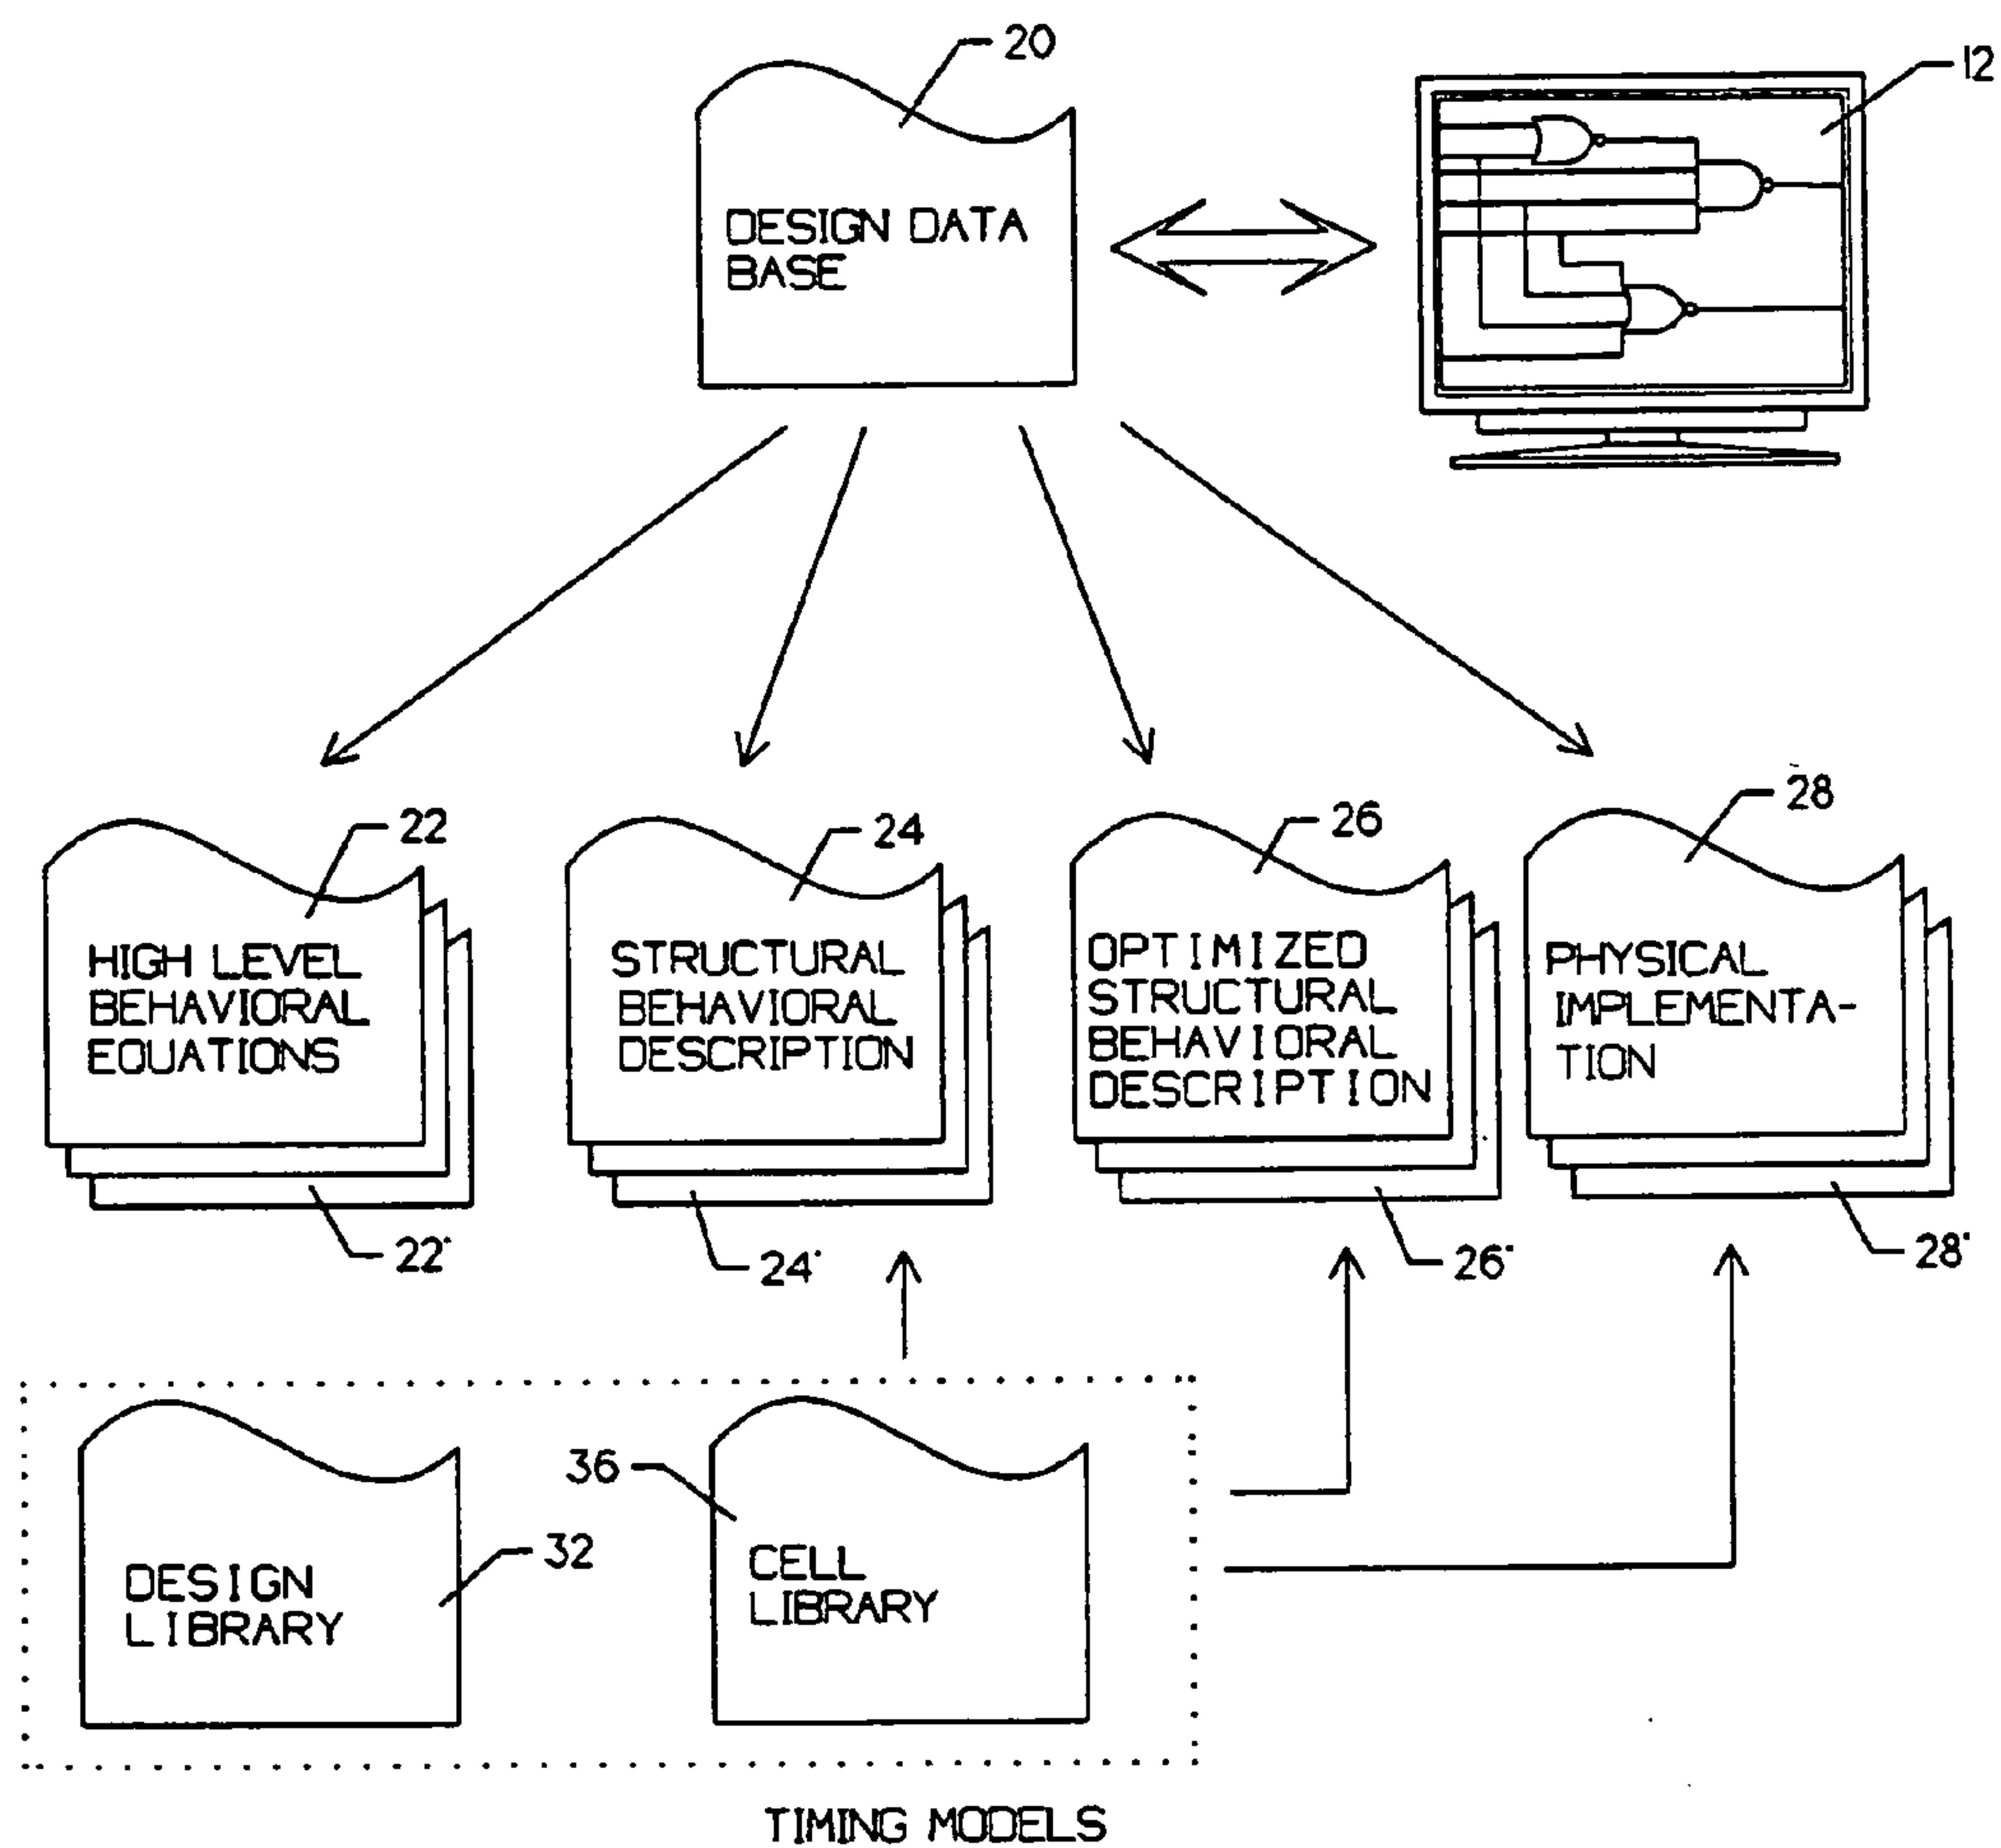 20
12
DESIGN DATA
BASE
22
24
26
28
HIGH LEVEL
BEHAVIORAL
EQUATIONS
STRUCTURAL
BEHAVIORAL
DESCRIPTION
OPTIMIZED
STRUCTURAL
BEHAVIORAL
DESCRIPTION
PHYSICAL
IMPLEMENTA-
TION
22'
24'
26'
28'
36
32
DESIGN
LIBRARY
CELL
LIBRARY
TIMING MODELS